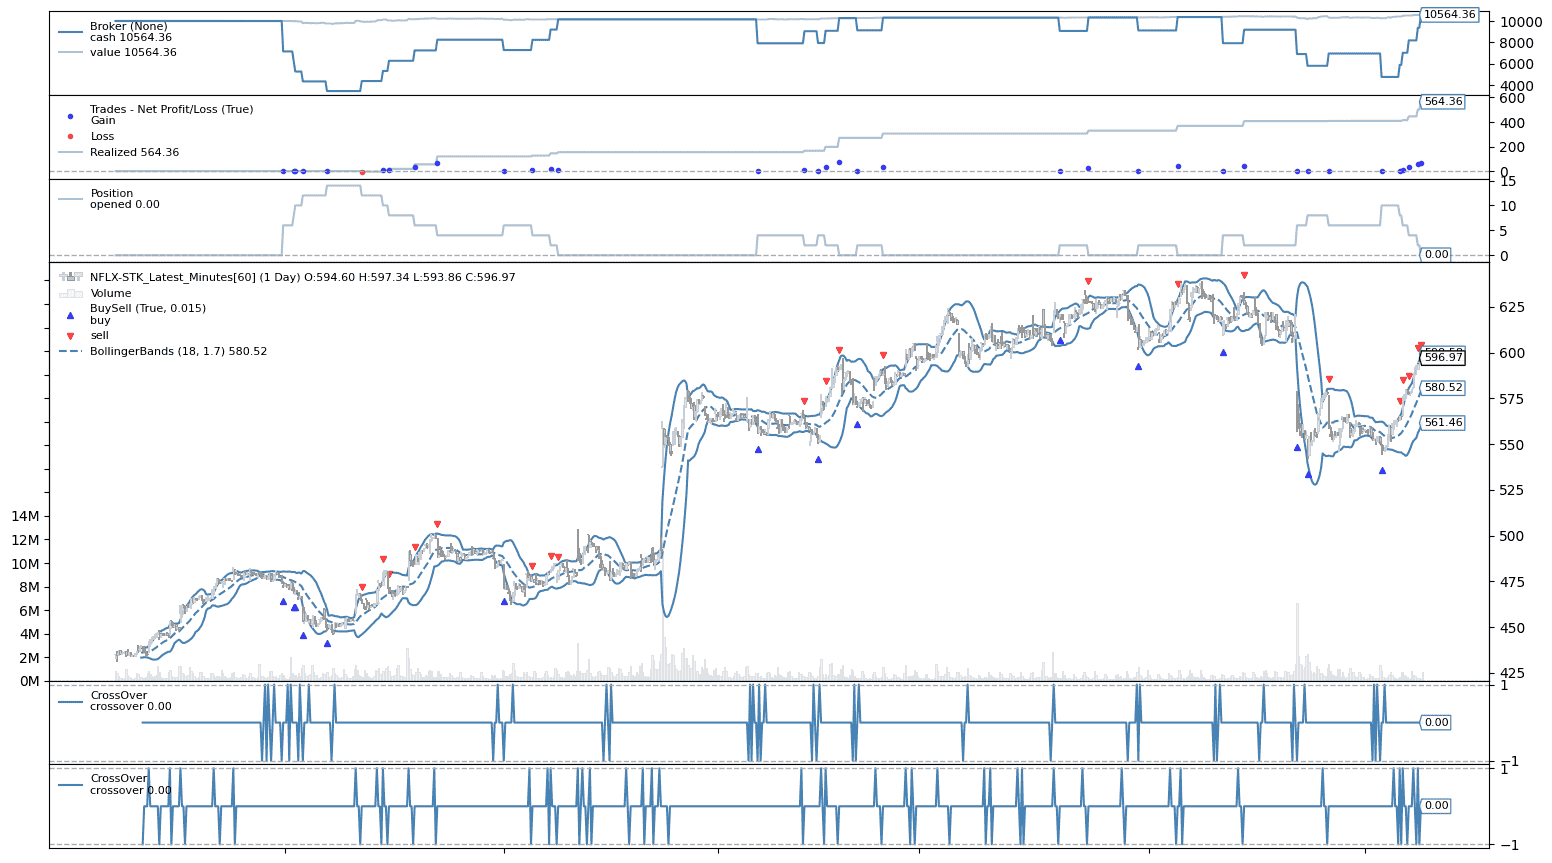 Broker (None)
cash 10564.36
value 10564.36
10564.36
10000
8000
6000
4000
Trades - Net Profit/Loss (True)
Gain
Loss
Realized 564.36
564.36
600
400
200
0
Position
opened 0.00
15
10
5
0
0.00
NFLX-STK_Latest_Minutes[60] (1 Day) O:594.60 H:597.34 L:593.86 C:596.97
Volume
BuySell (True, 0.015)
buy
sell
BollingerBands (18, 1.7) 580.52
625
600
596.97
580.52
575
561.46
550
525
500
475
450
425
14M
12M
10M
8M
6M
4M
2M
0M
CrossOver
crossover 0.00
1
0.00
−1
CrossOver
crossover 0.00
1
0.00
−1